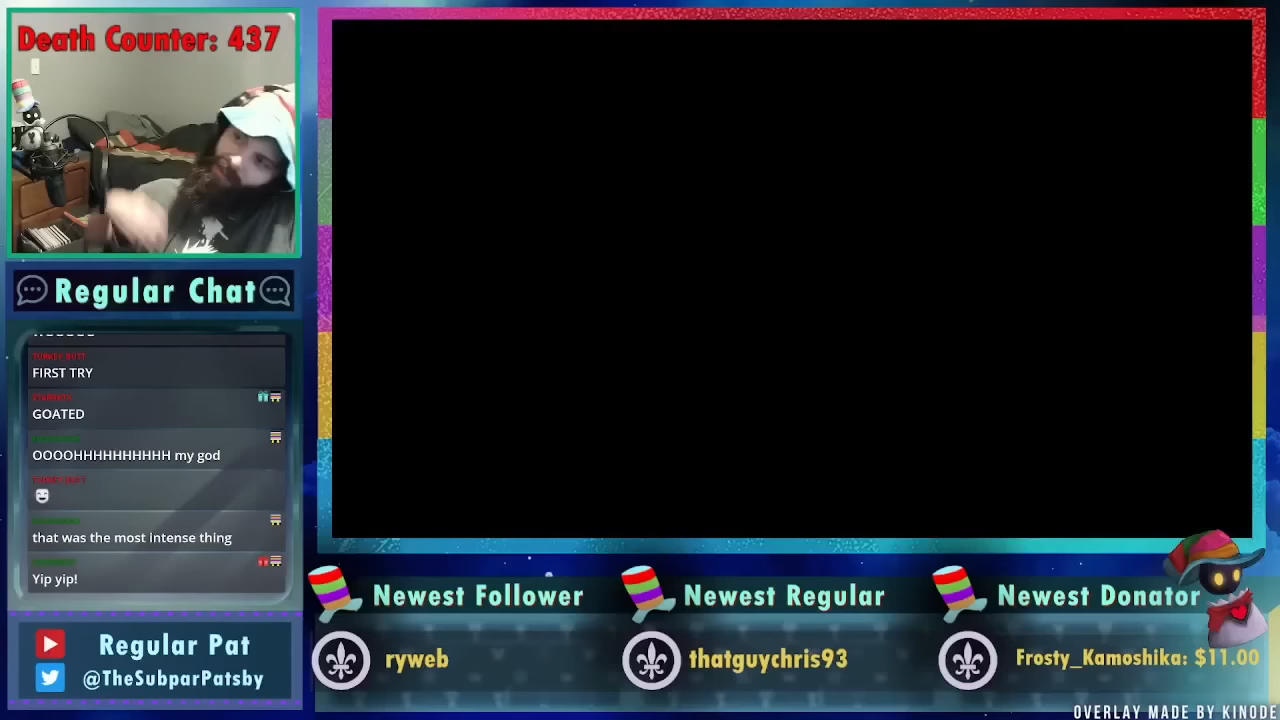 Death Counter: 437
Regular Chat
FIRST TRY
GOATED
OOOOHHHHHHHHHHH my god
that was the most intense thing
Yip yip!
Regular Pat
@TheSubparPatsby
Newest Follower
ryweb
Newest Regular
thatguychris93
Newest Donator
Frosty_Kamoshika: $11.00
OVERLAY MADE BY KINODE